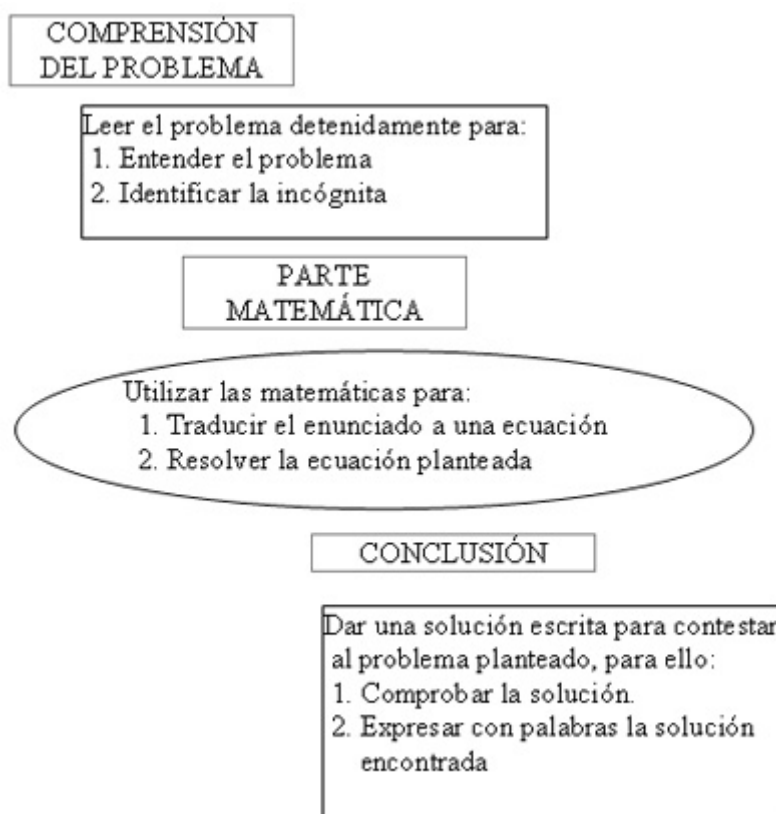 COMPRENSIÓN
DEL PROBLEMA
Leer el problema detenidamente para:
1. Entender el problema
2. Identificar la incógnita
PARTE
MATEMÁTICA
Utilizar las matemáticas para:
1. Traducir el enunciado a una ecuación
2. Resolver la ecuación planteada
CONCLUSIÓN
Dar una solución escrita para contestar
al problema planteado, para ello:
1. Comprobar la solución.
2. Expresar con palabras la solución
encontrada